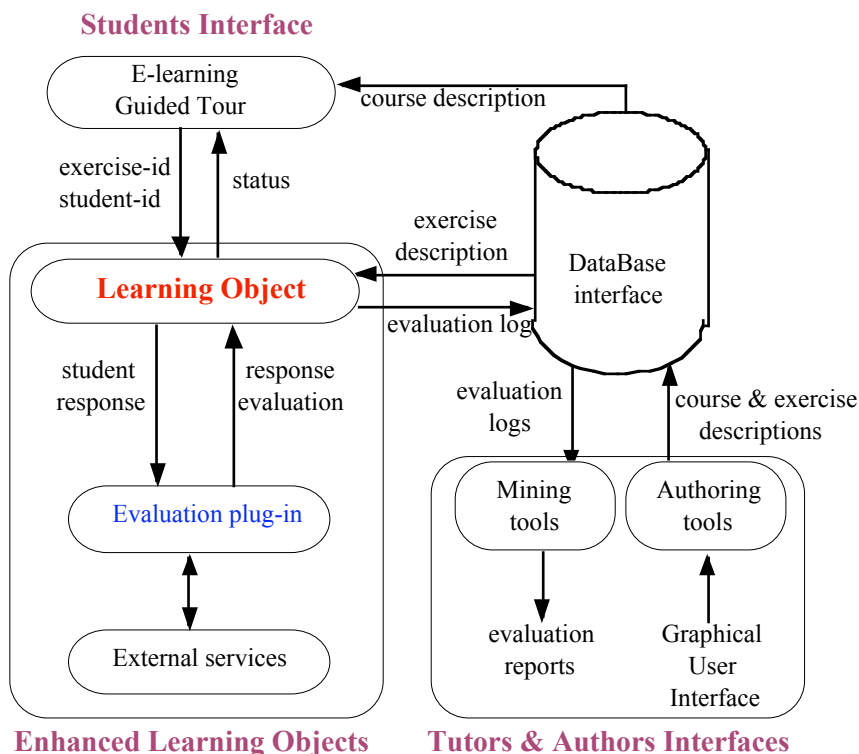 Students Interface
E-learning
Guided Tour
course description
exercise-id
student-id
status
exercise
description
DataBase
interface
Learning Object
evaluation log
student
response
response
evaluation
evaluation
logs
course & exercise
descriptions
Mining
tools
Authoring
tools
Evaluation plug-in
evaluation
reports
Graphical
User
Interface
External services
Enhanced Learning Objects
Tutors & Authors Interfaces